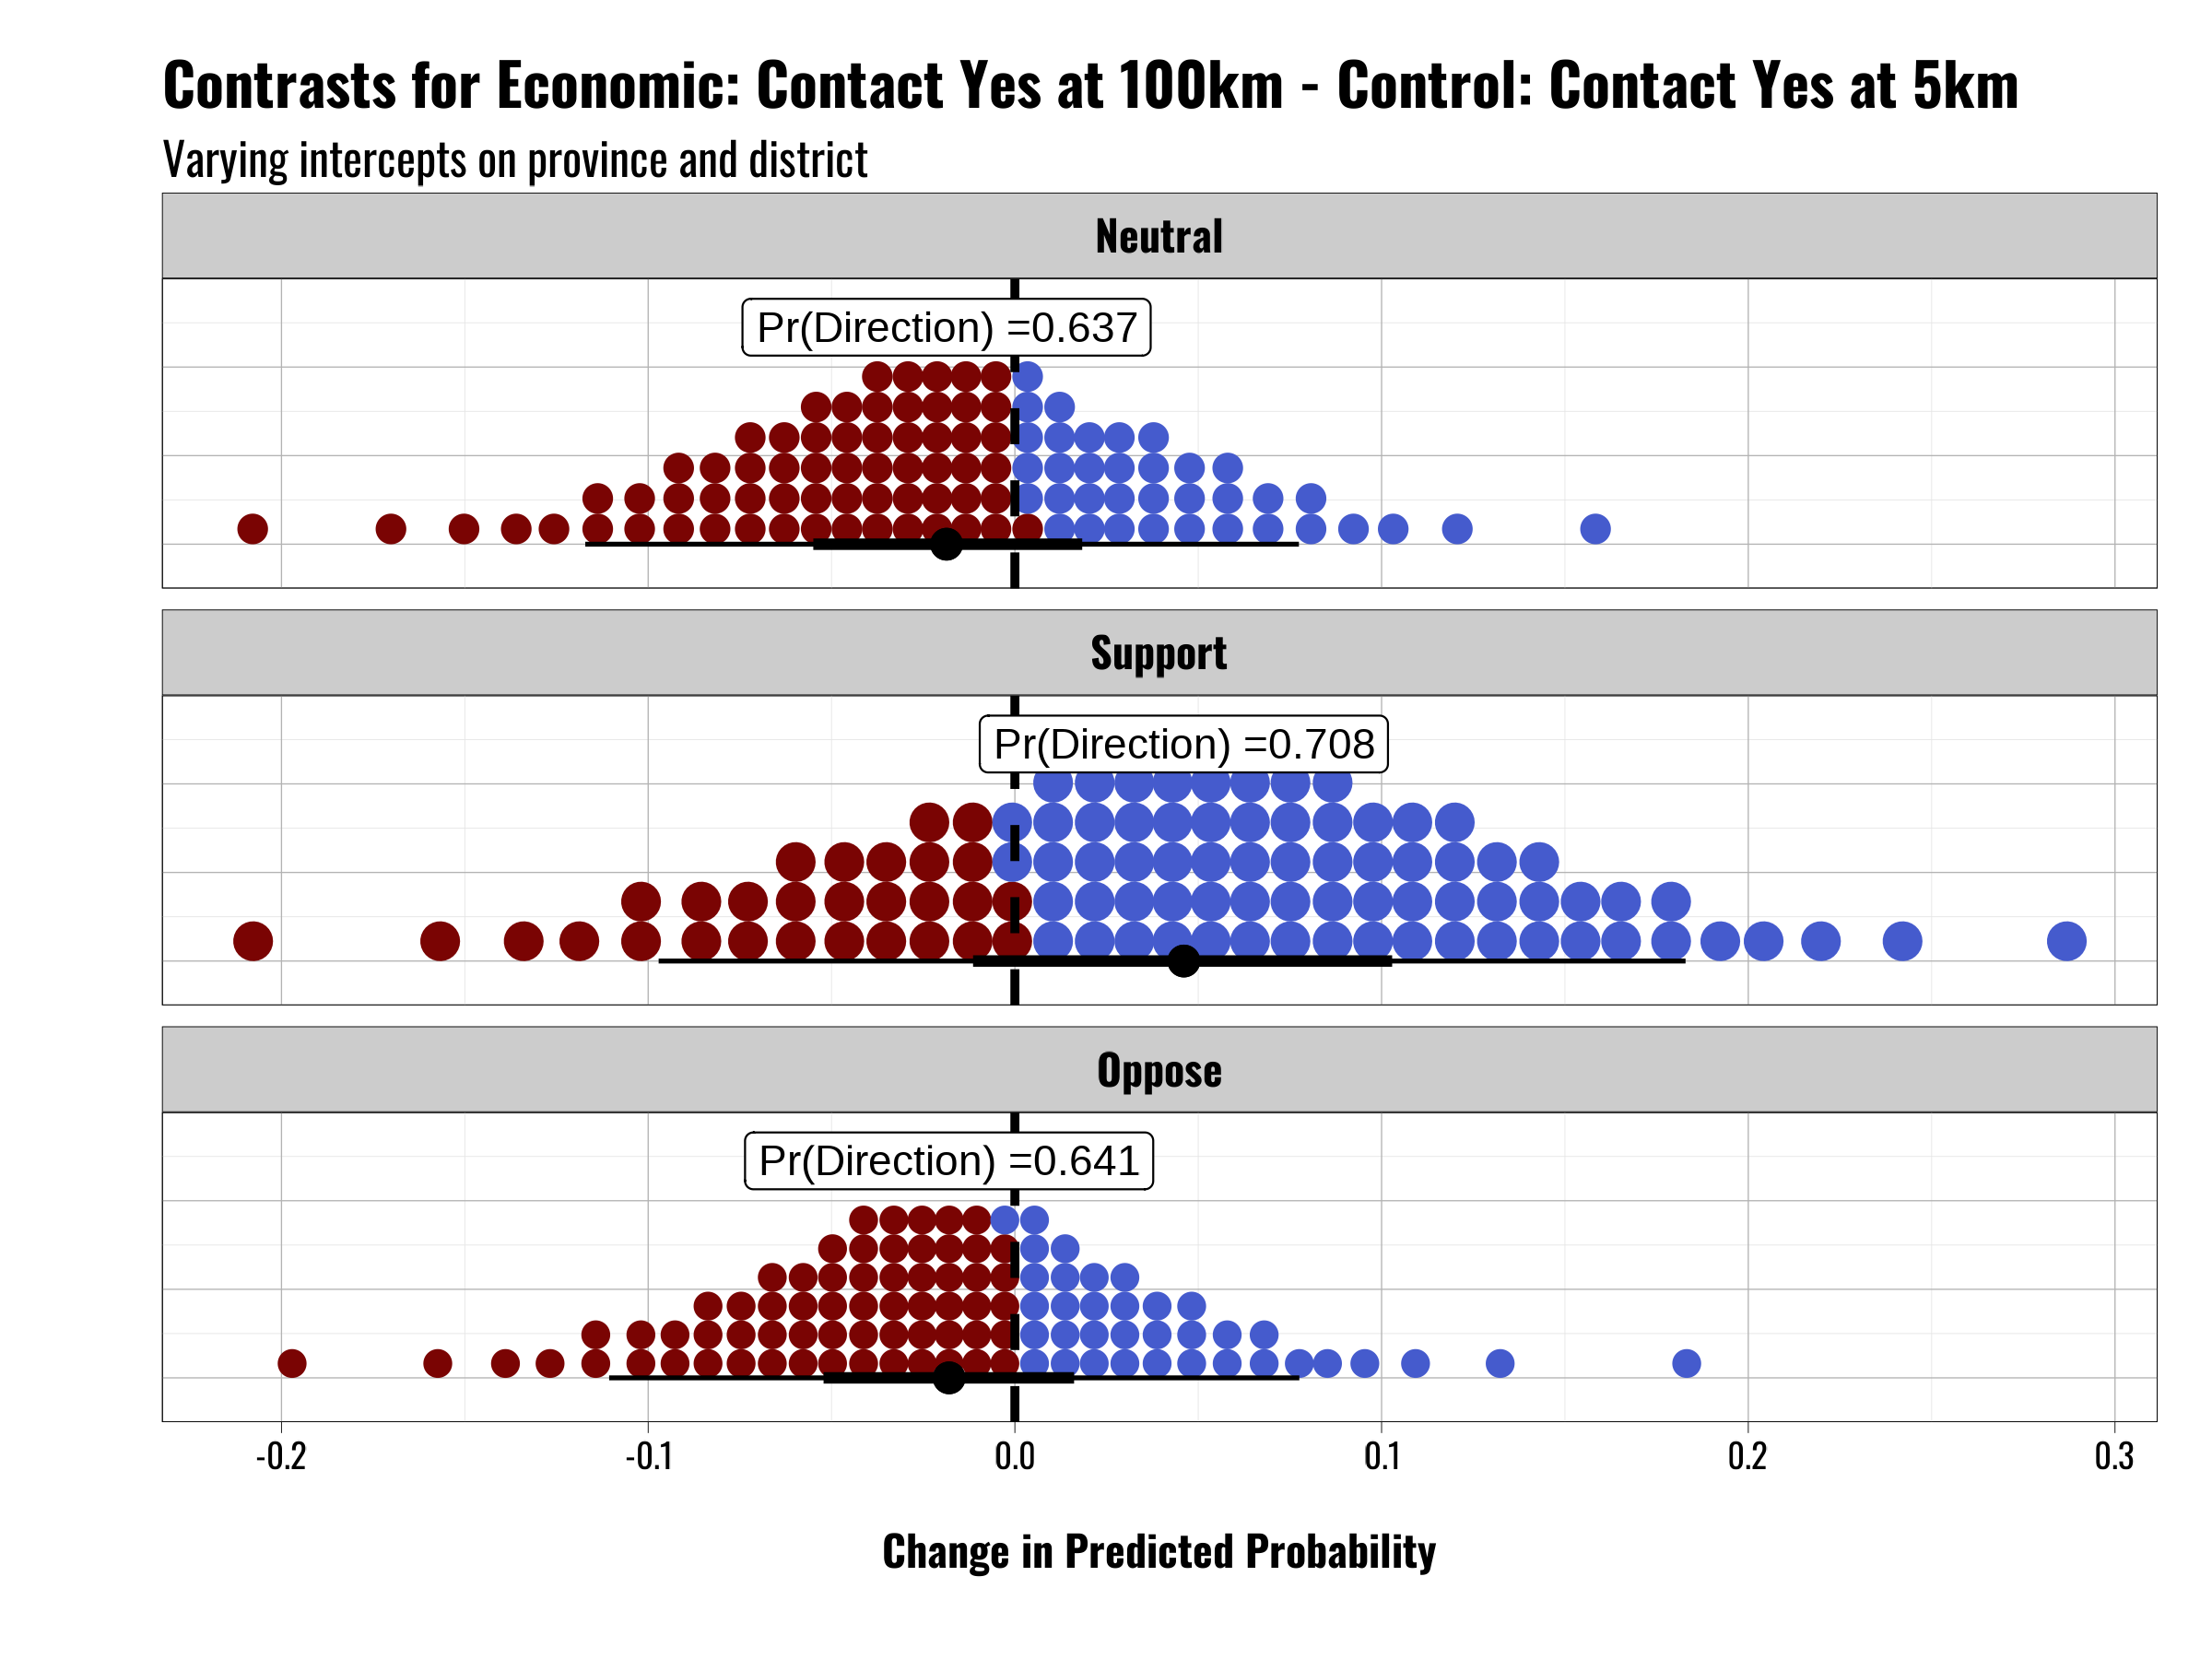 Contrasts for Economic: Contact Yes at 100km - Control: Contact Yes at 5km
Varying intercepts on province and district
Neutral
Pr(Direction) =0.637
Support
Pr(Direction) =0.708
Oppose
Pr(Direction) =0.641
-0.2 -0.1 0.0 0.1 0.2 0.3
Change in Predicted Probability